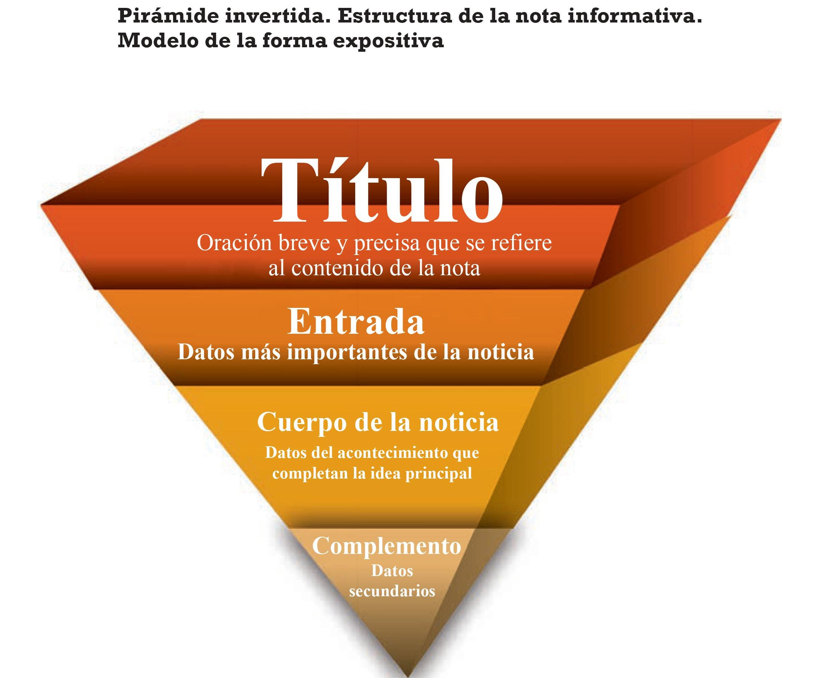 Pirámide invertida. Estructura de la nota informativa.
Modelo de la forma expositiva
Título
Oración breve y precisa que se refiere
al contenido de la nota
Entrada
Datos más importantes de la noticia
Cuerpo de la noticia
Datos del acontecimiento que
completan la idea principal
Complemento
Datos
secundarios